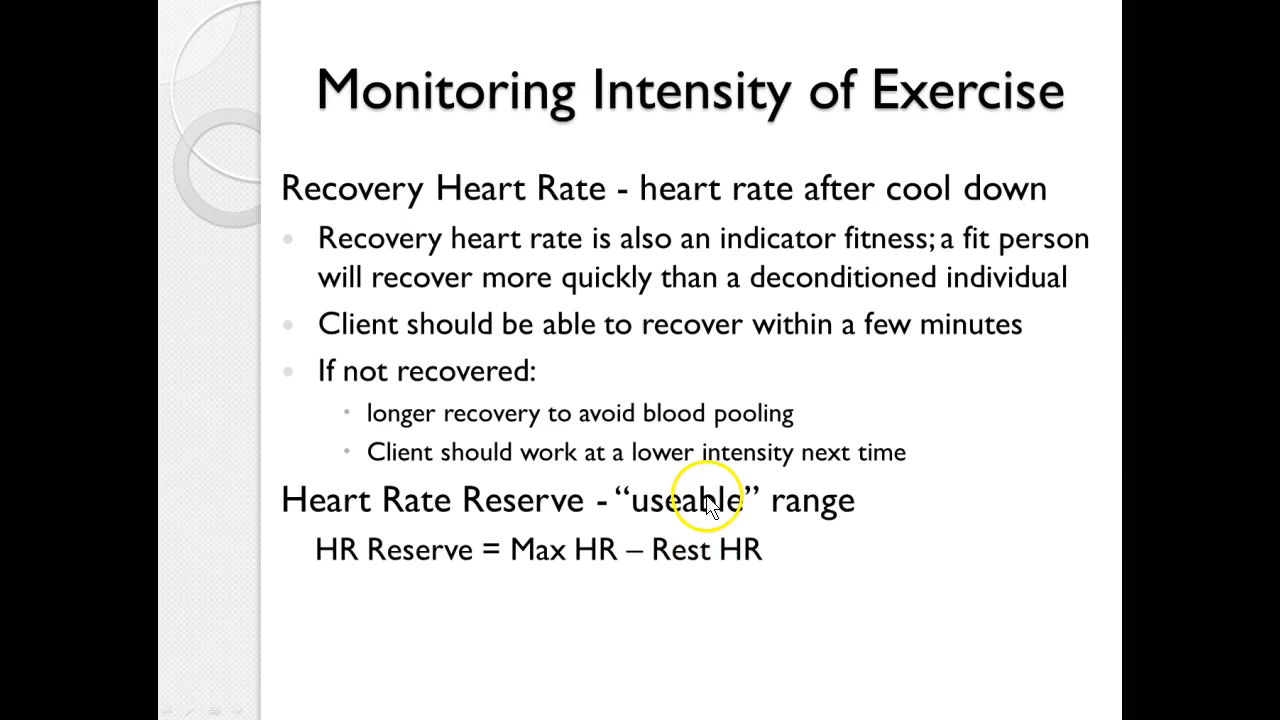 Monitoring Intensity of Exercise
Recovery Heart Rate - heart rate after cool down
• Recovery heart rate is also an indicator fitness; a fit person
will recover more quickly than a deconditioned individual
• Client should be able to recover within a few minutes
• If not recovered:
• longer recovery to avoid blood pooling
• Client should work at a lower intensity next time
Heart Rate Reserve - “useable” range
HR Reserve = Max HR – Rest HR